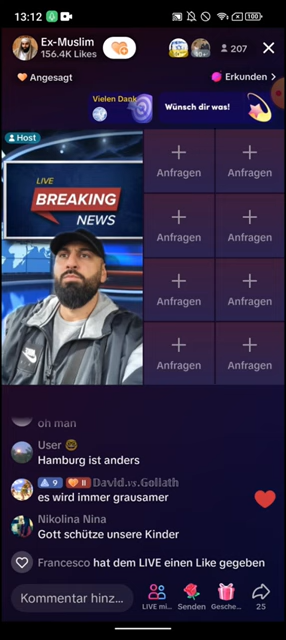 13:12
100
Ex-Muslim
156.4K Likes
207
Angesagt
Erkunden
Vielen Dank
Wünsch dir was!
Host
LIVE
BREAKING
NEWS
Anfragen
Anfragen
Anfragen
Anfragen
Anfragen
Anfragen
Anfragen
Anfragen
oh man
User
Hamburg ist anders
9
II
David.vs.Goliath
es wird immer grausamer
Nikolina Nina
Gott schütze unsere Kinder
Francesco hat dem LIVE einen Like gegeben
Kommentar hinz...
LIVE mi...
Senden
Gesche...
25